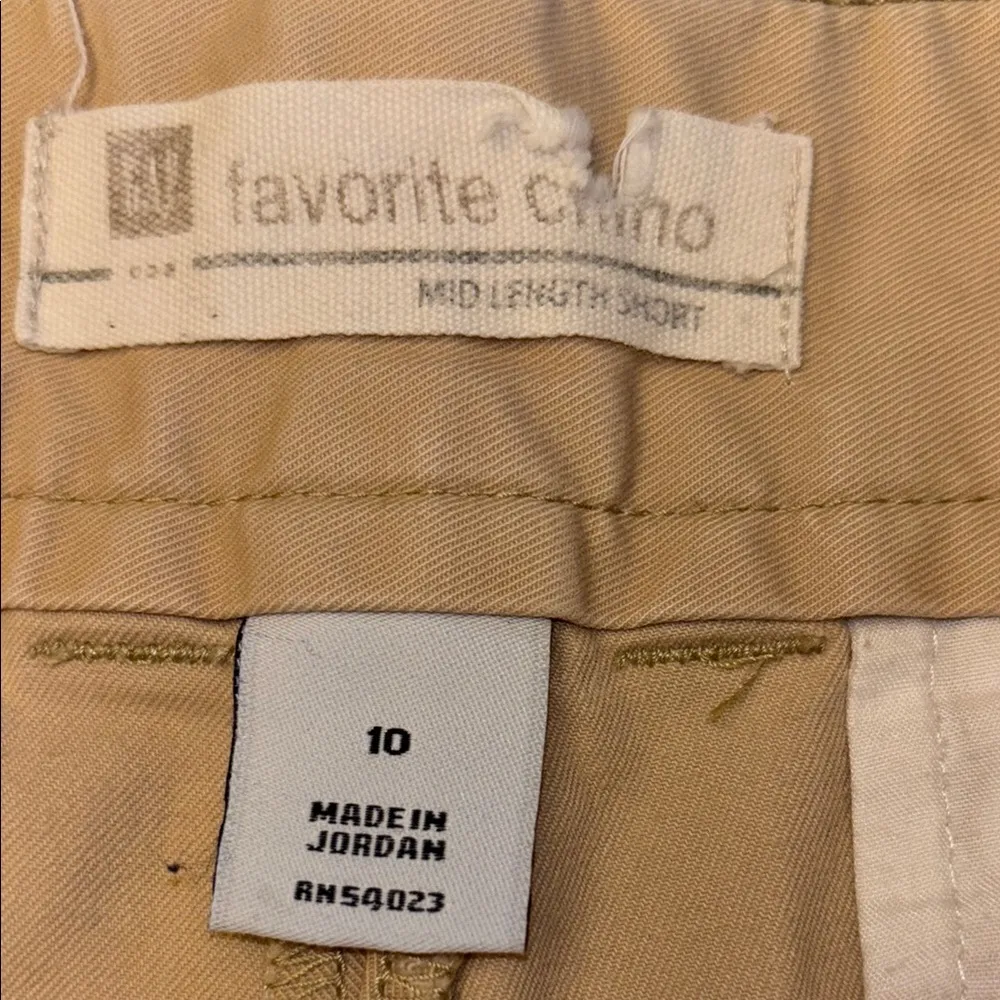 favorite chino
MID LENGTH SHORT
10
MADE IN
JORDAN
RN54023